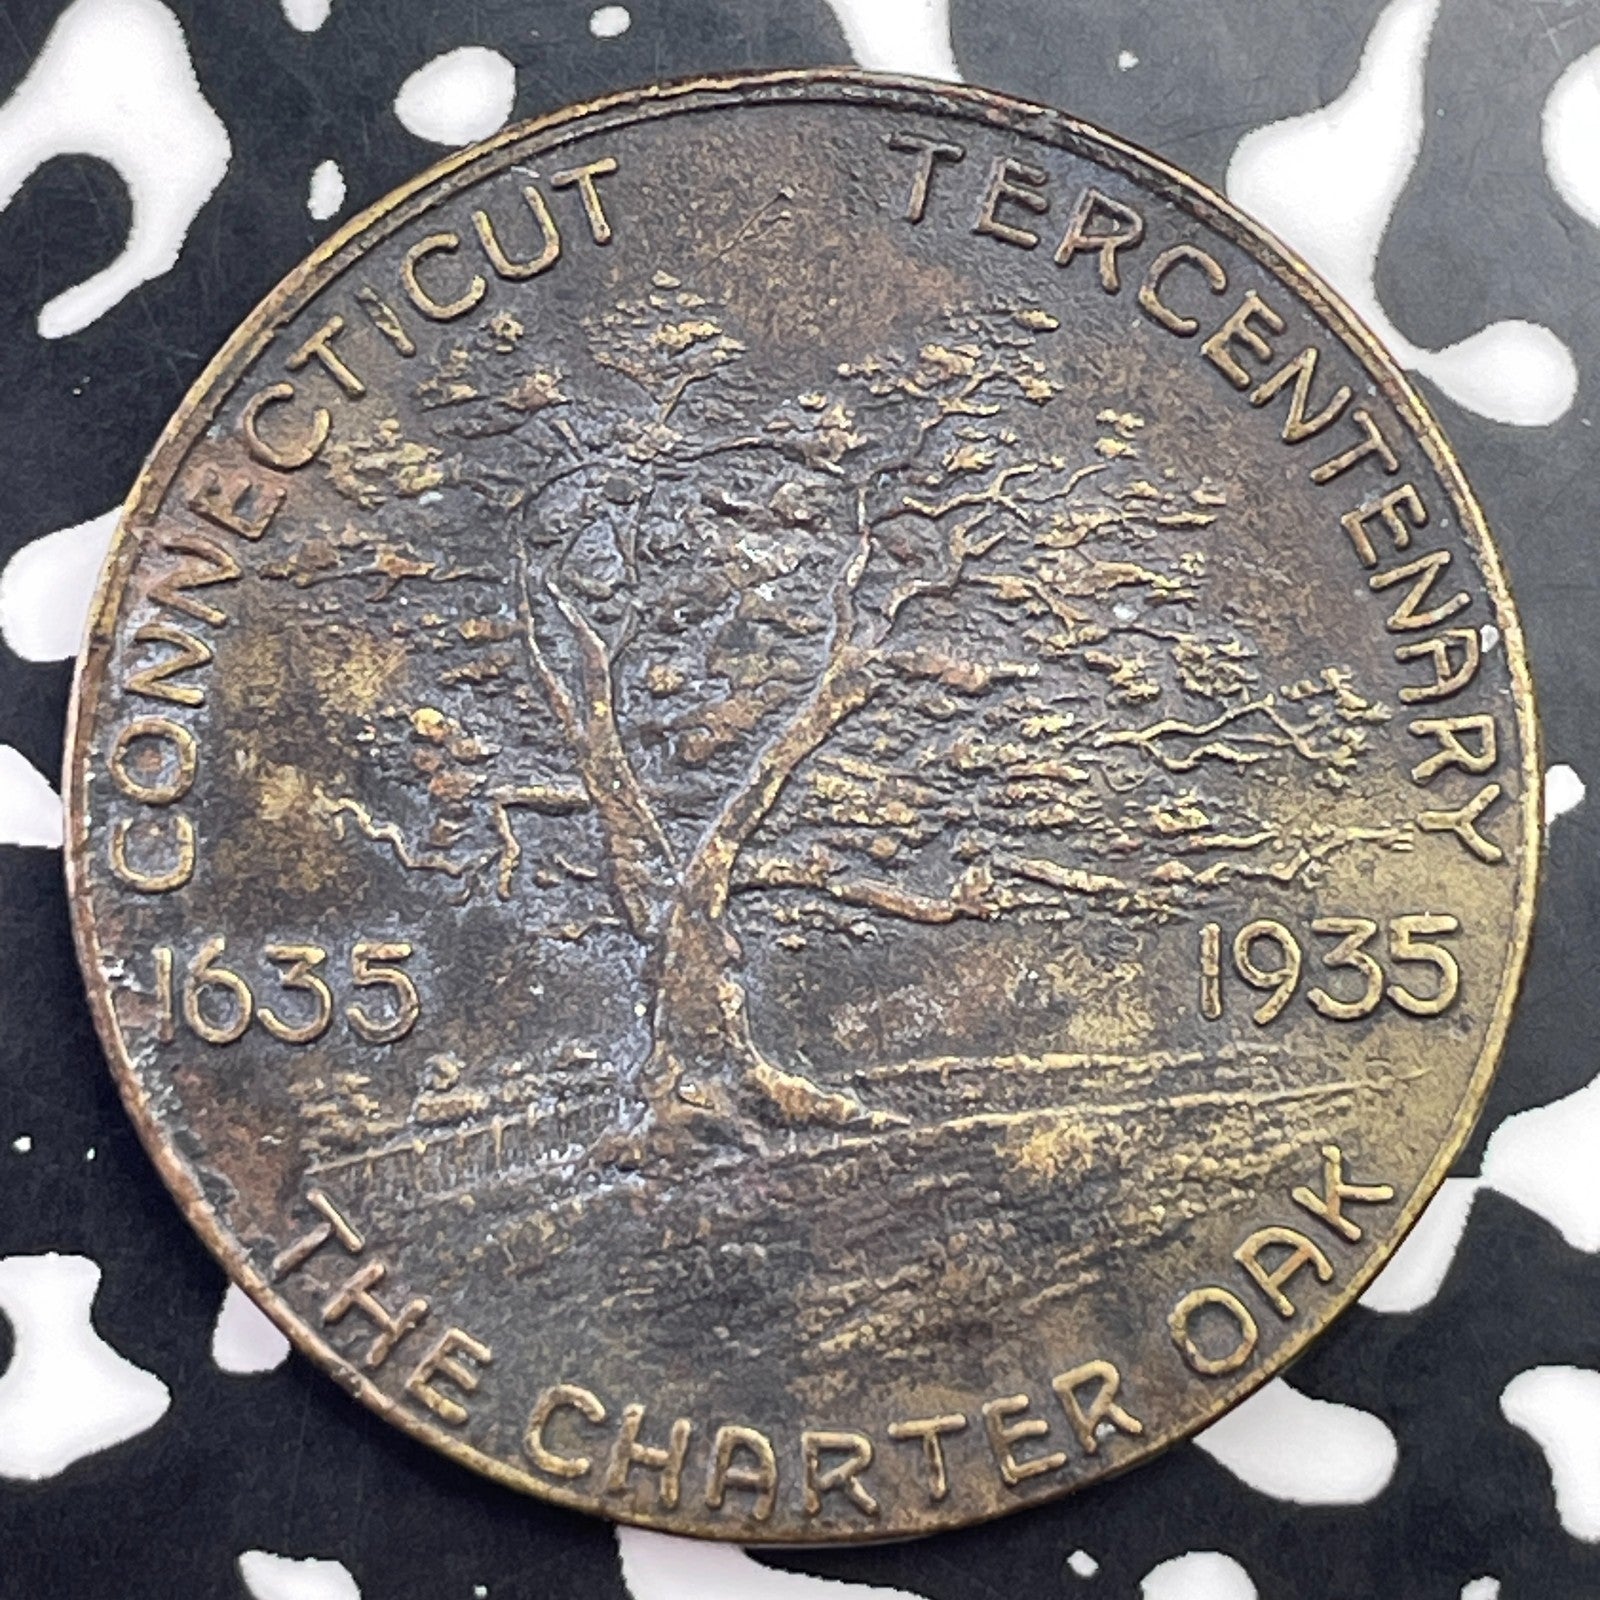 CONNECTICUT TERCENTENARY
1635 1935
THE CHARTER OAK